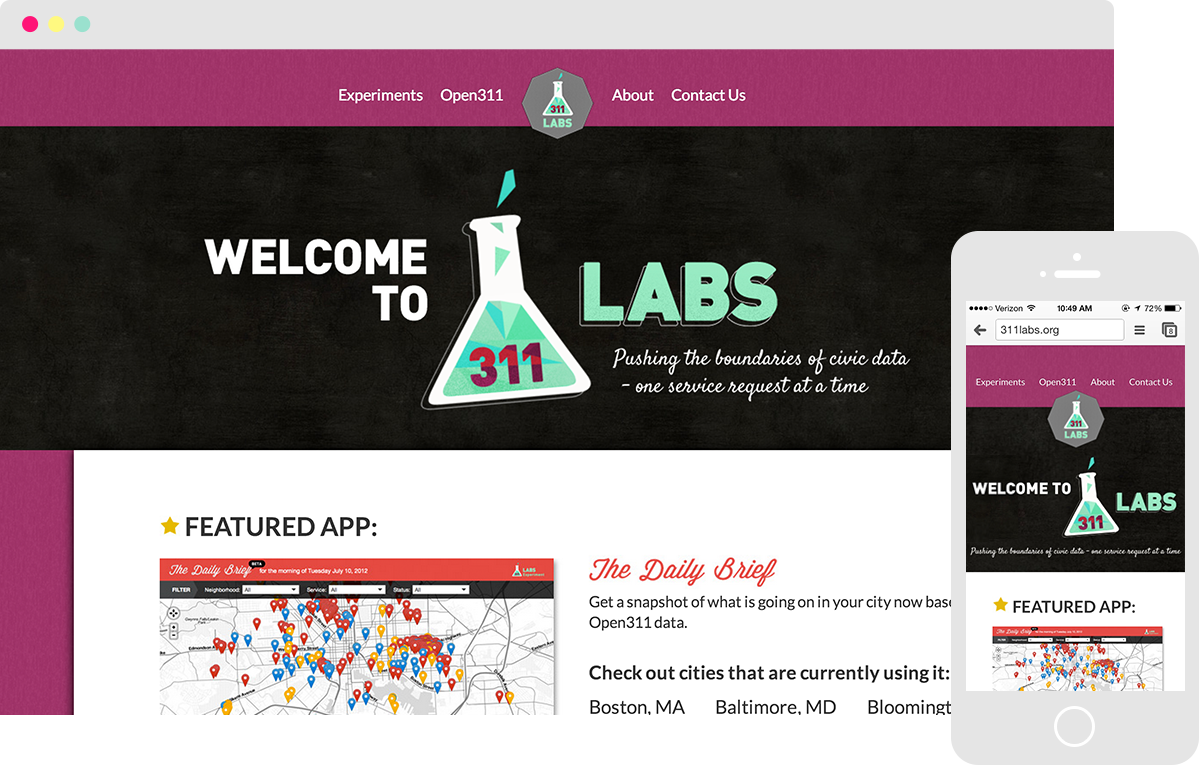 Experiments Open311 311 LABS About Contact Us
WELCOME
TO
311
LABS
Pushing the boundaries of civic data
– one service request at a time
FEATURED APP:
The Daily Brief BETA for the morning of Tuesday July 10, 2012 LABS
Experiment
FILTER Neighborhood: All Service: All Status: All
The Daily Brief
Get a snapshot of what is going on in your city now base
Open311 data.
Check out cities that are currently using it:
Boston, MA Baltimore, MD Bloomingt
Verizon 10:49 AM 72%
311labs.org 8
Experiments Open311 About Contact Us
311
LABS
WELCOME TO 311 LABS
Pushing the boundaries of civic data – one service request at a time
FEATURED APP:
The Daily Brief